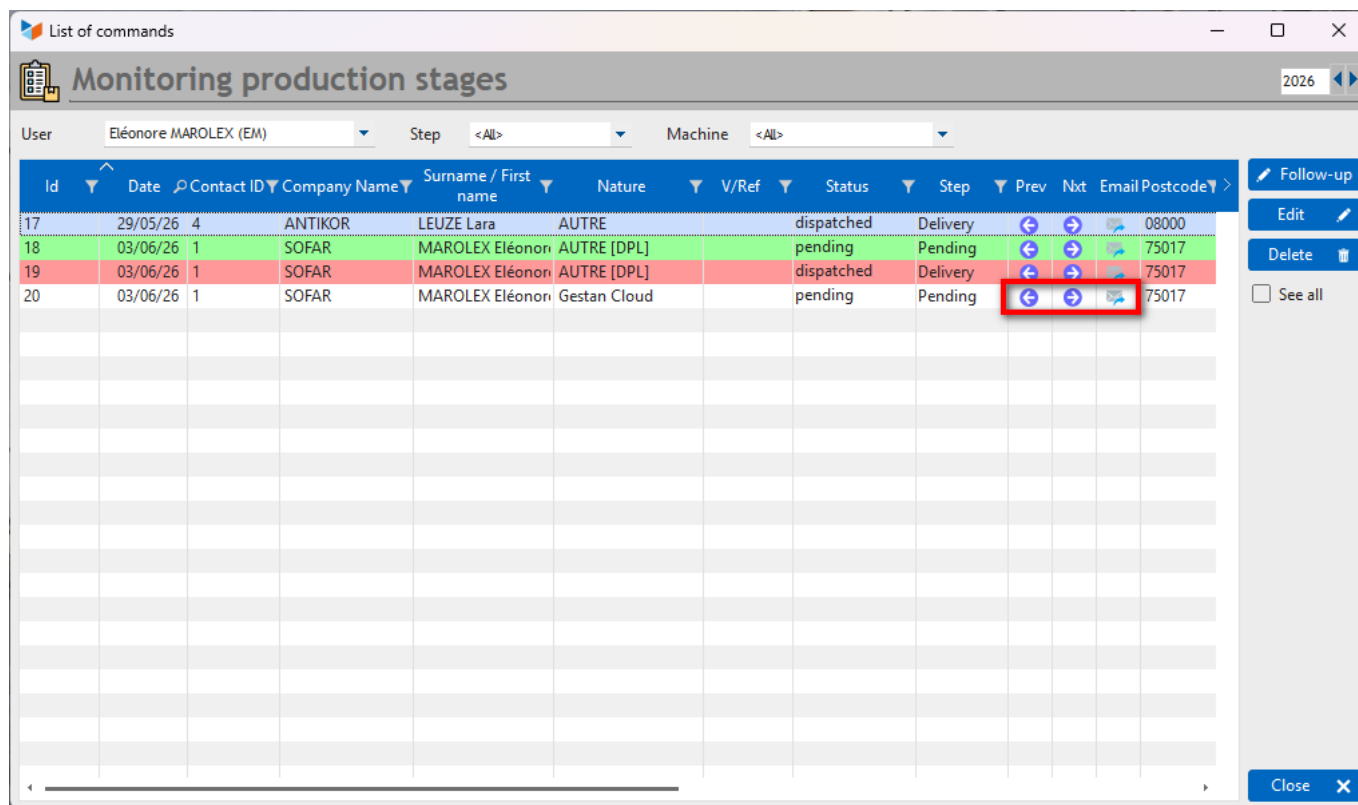 List of commands
Monitoring production stages
2026
User Eléonore MAROLEX (EM) Step <All> Machine <All>
Id Date Contact ID Company Name Surname / First name Nature V/Ref Status Step Prev Nxt Email Postcode
17 29/05/26 4 ANTIKOR LEUZE Lara AUTRE dispatched Delivery 08000
18 03/06/26 1 SOFAR MAROLEX Eléonor AUTRE [DPL] pending Pending 75017
19 03/06/26 1 SOFAR MAROLEX Eléonor AUTRE [DPL] dispatched Delivery 75017
20 03/06/26 1 SOFAR MAROLEX Eléonor Gestan Cloud pending Pending 75017
Follow-up
Edit
Delete
See all
Close